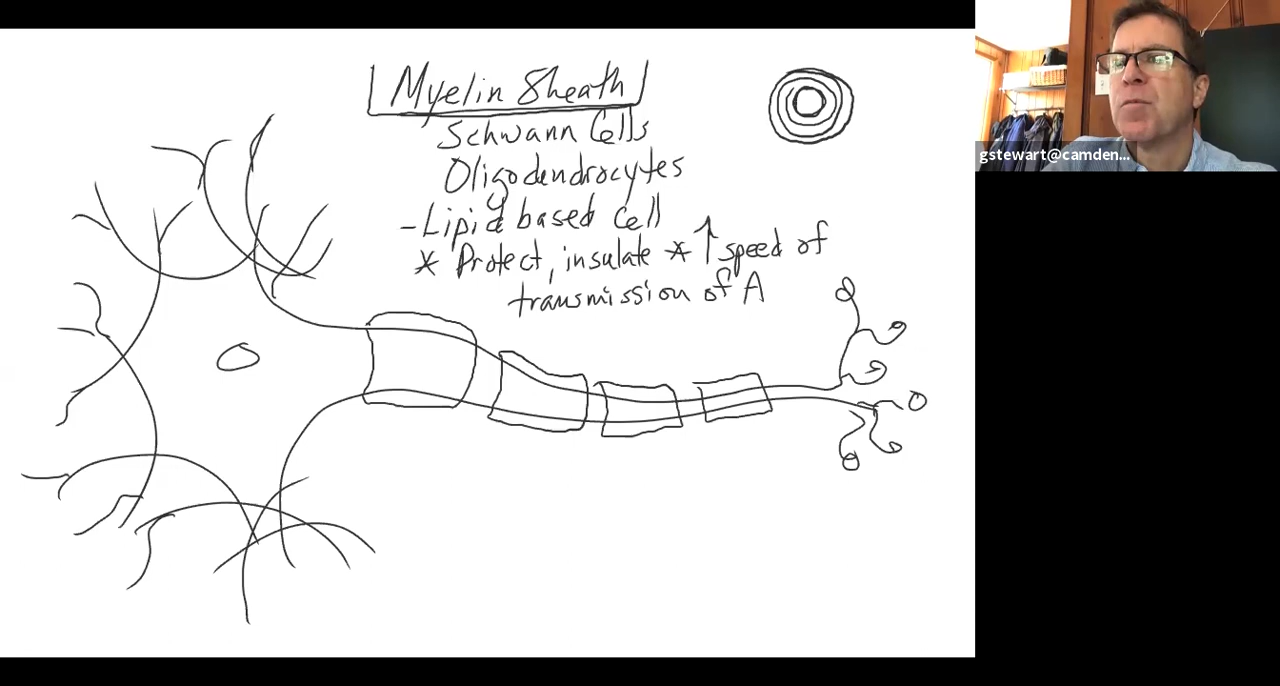 Myelin Sheath
Schwann Cells
Oligodendrocytes
- Lipid based Cell
* Protect, insulate * ↑ speed of
transmission of A
gstewart@camden...